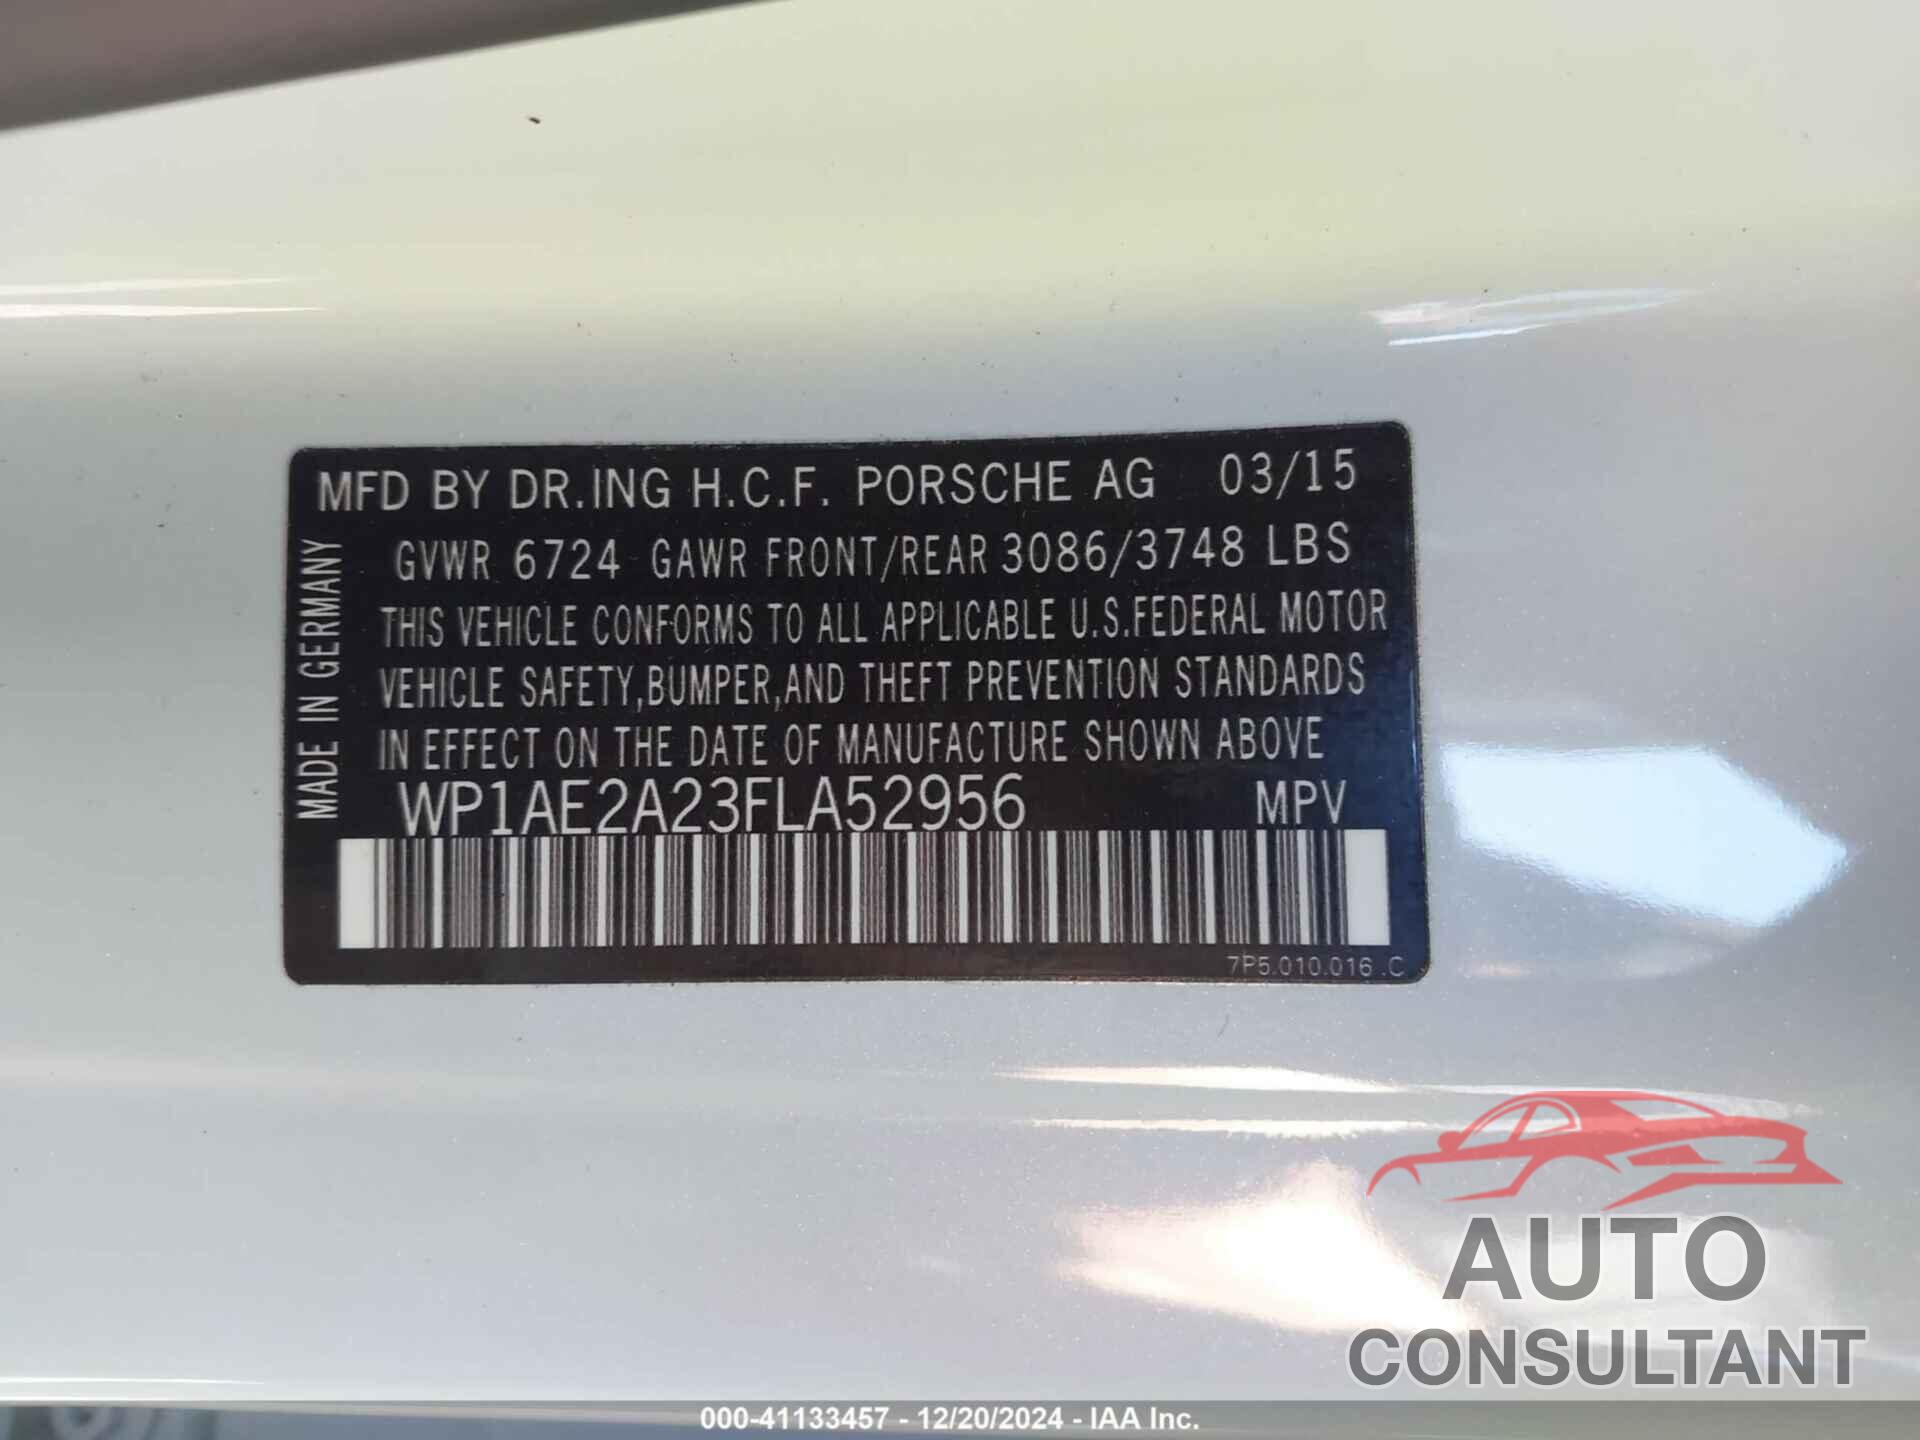 MFD BY DR.ING H.C.F. PORSCHE AG 03/15
GVWR 6724 GAWR FRONT/REAR 3086/3748 LBS
THIS VEHICLE CONFORMS TO ALL APPLICABLE U.S.FEDERAL MOTOR
VEHICLE SAFETY,BUMPER,AND THEFT PREVENTION STANDARDS
IN EFFECT ON THE DATE OF MANUFACTURE SHOWN ABOVE
WP1AE2A23FLA52956 MPV
MADE IN GERMANY
7P5.010.016.C
AUTO
CONSULTANT
000-41133457 - 12/20/2024 - IAA Inc.